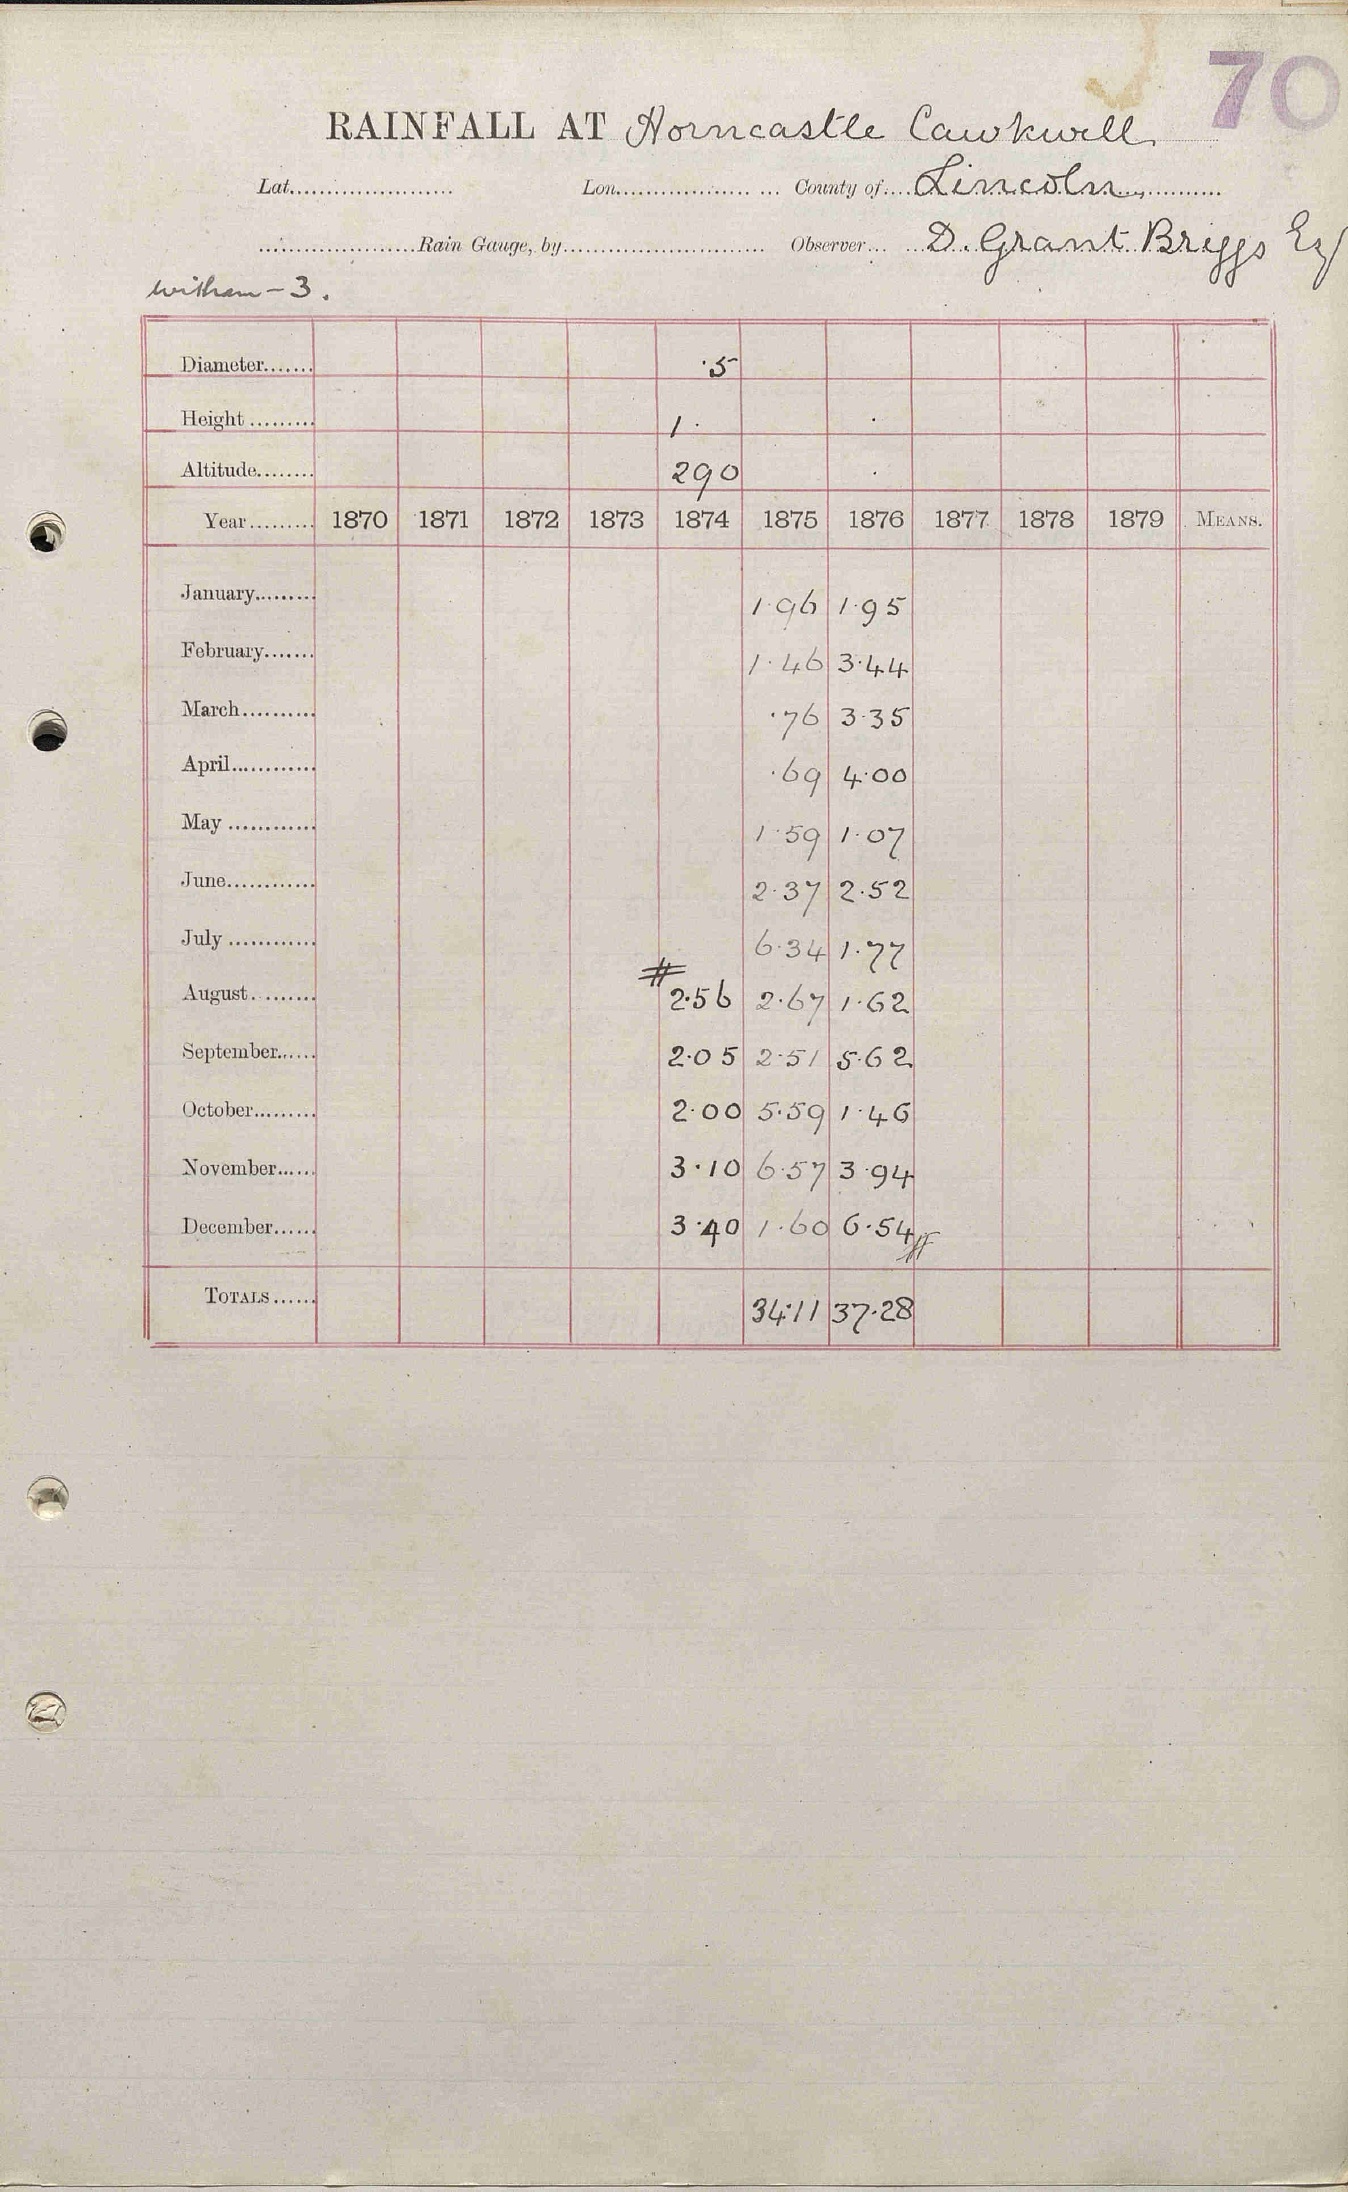 70
RAINFALL AT Horncastle Cawkwell
Lat. Lon. County of Lincoln
Rain Gauge, by Observer D. Grant Briggs Esq
Witham - 3.
Diameter ·5
Height 1·
Altitude 290
Year 1870 1871 1872 1873 1874 1875 1876 1877 1878 1879 MEANS.
January 1·96 1·95
February 1·46 3·44
March ·76 3·35
April ·69 4·00
May 1·59 1·07
June 2·37 2·52
July 6·34 1·77
August # 2·56 2·67 1·62
September 2·05 2·51 5·62
October 2·00 5·59 1·46
November 3·10 6·57 3·94
December 3·40 1·60 6·54 #
TOTALS 34·11 37·28